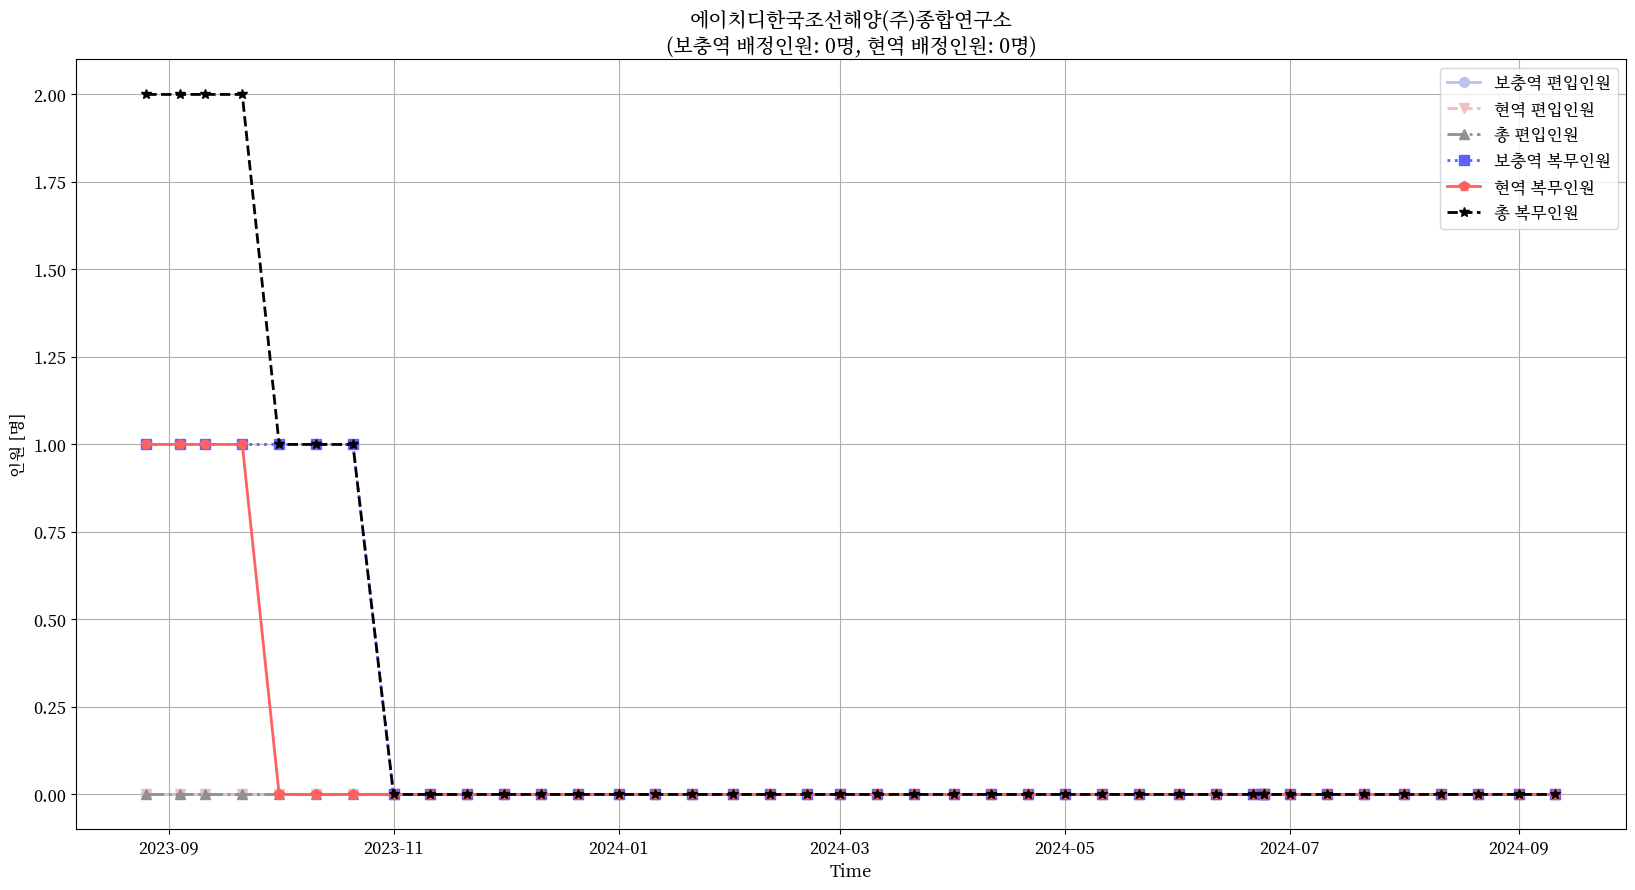 에이치디한국조선해양(주)종합연구소
(보충역 배정인원: 0명, 현역 배정인원: 0명)
보충역 편입인원
현역 편입인원
총 편입인원
보충역 복무인원
현역 복무인원
총 복무인원
인원 [명]
2.00
1.75
1.50
1.25
1.00
0.75
0.50
0.25
0.00
2023-09
2023-11
2024-01
2024-03
2024-05
2024-07
2024-09
Time